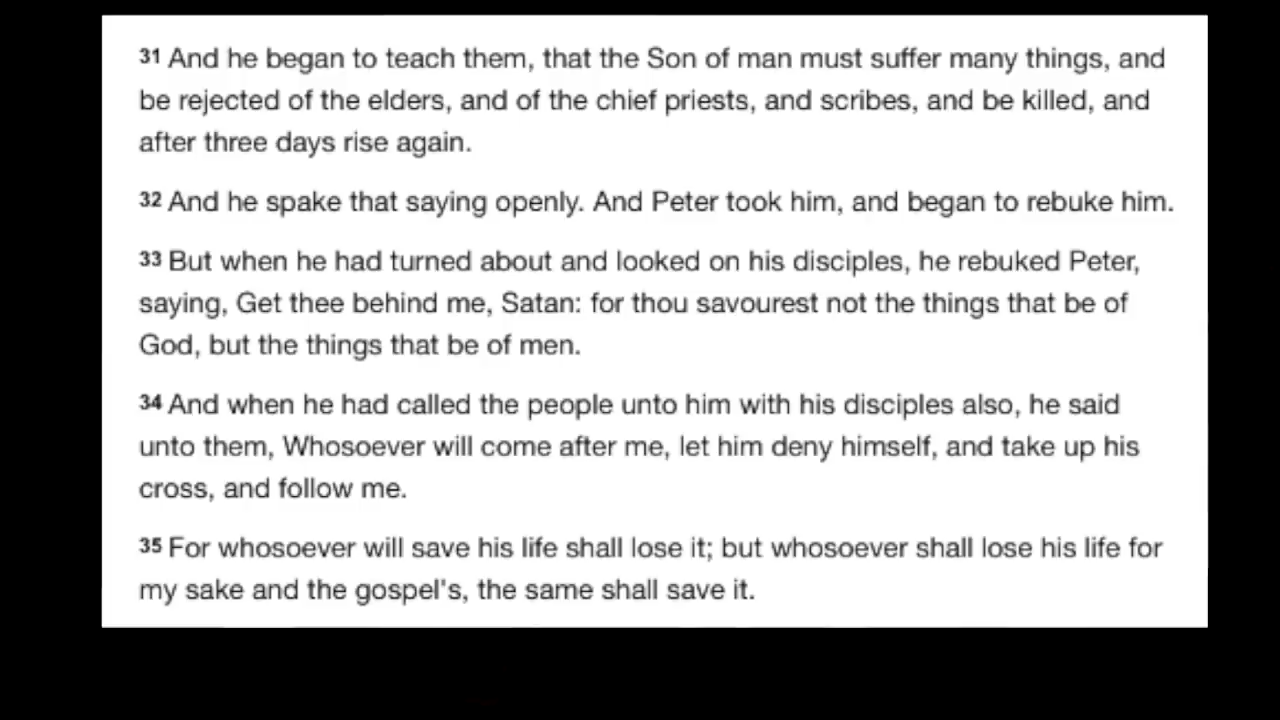 31 And he began to teach them, that the Son of man must suffer many things, and
be rejected of the elders, and of the chief priests, and scribes, and be killed, and
after three days rise again.
32 And he spake that saying openly. And Peter took him, and began to rebuke him.
33 But when he had turned about and looked on his disciples, he rebuked Peter,
saying, Get thee behind me, Satan: for thou savourest not the things that be of
God, but the things that be of men.
34 And when he had called the people unto him with his disciples also, he said
unto them, Whosoever will come after me, let him deny himself, and take up his
cross, and follow me.
35 For whosoever will save his life shall lose it; but whosoever shall lose his life for
my sake and the gospel's, the same shall save it.